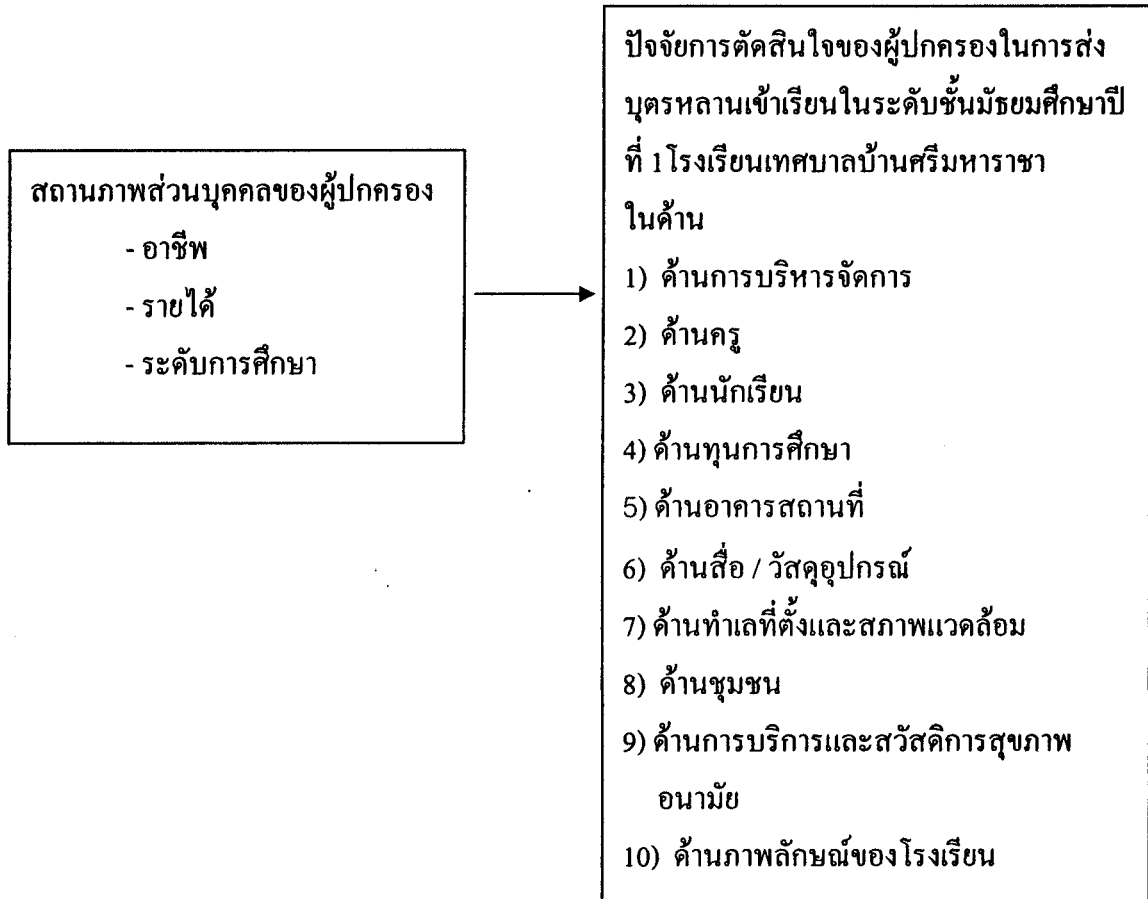 สถานภาพส่วนบุคคลของผู้ปกครอง
- อาชีพ
- รายได้
- ระดับการศึกษา
ปัจจัยการตัดสินใจของผู้ปกครองในการส่ง
บุตรหลานเข้าเรียนในระดับชั้นมัธยมศึกษาปี
ที่ 1โรงเรียนเทศบาลบ้านศรีมหาราชา
ในด้าน
1) ด้านการบริหารจัดการ
2) ด้านครู
3) ด้านนักเรียน
4) ด้านทุนการศึกษา
5) ด้านอาคารสถานที่
6) ด้านสื่อ / วัสดุอุปกรณ์
7) ด้านทำเลที่ตั้งและสภาพแวดล้อม
8) ด้านชุมชน
9) ด้านการบริการและสวัสดิการสุขภาพ
อนามัย
10) ด้านภาพลักษณ์ของโรงเรียน